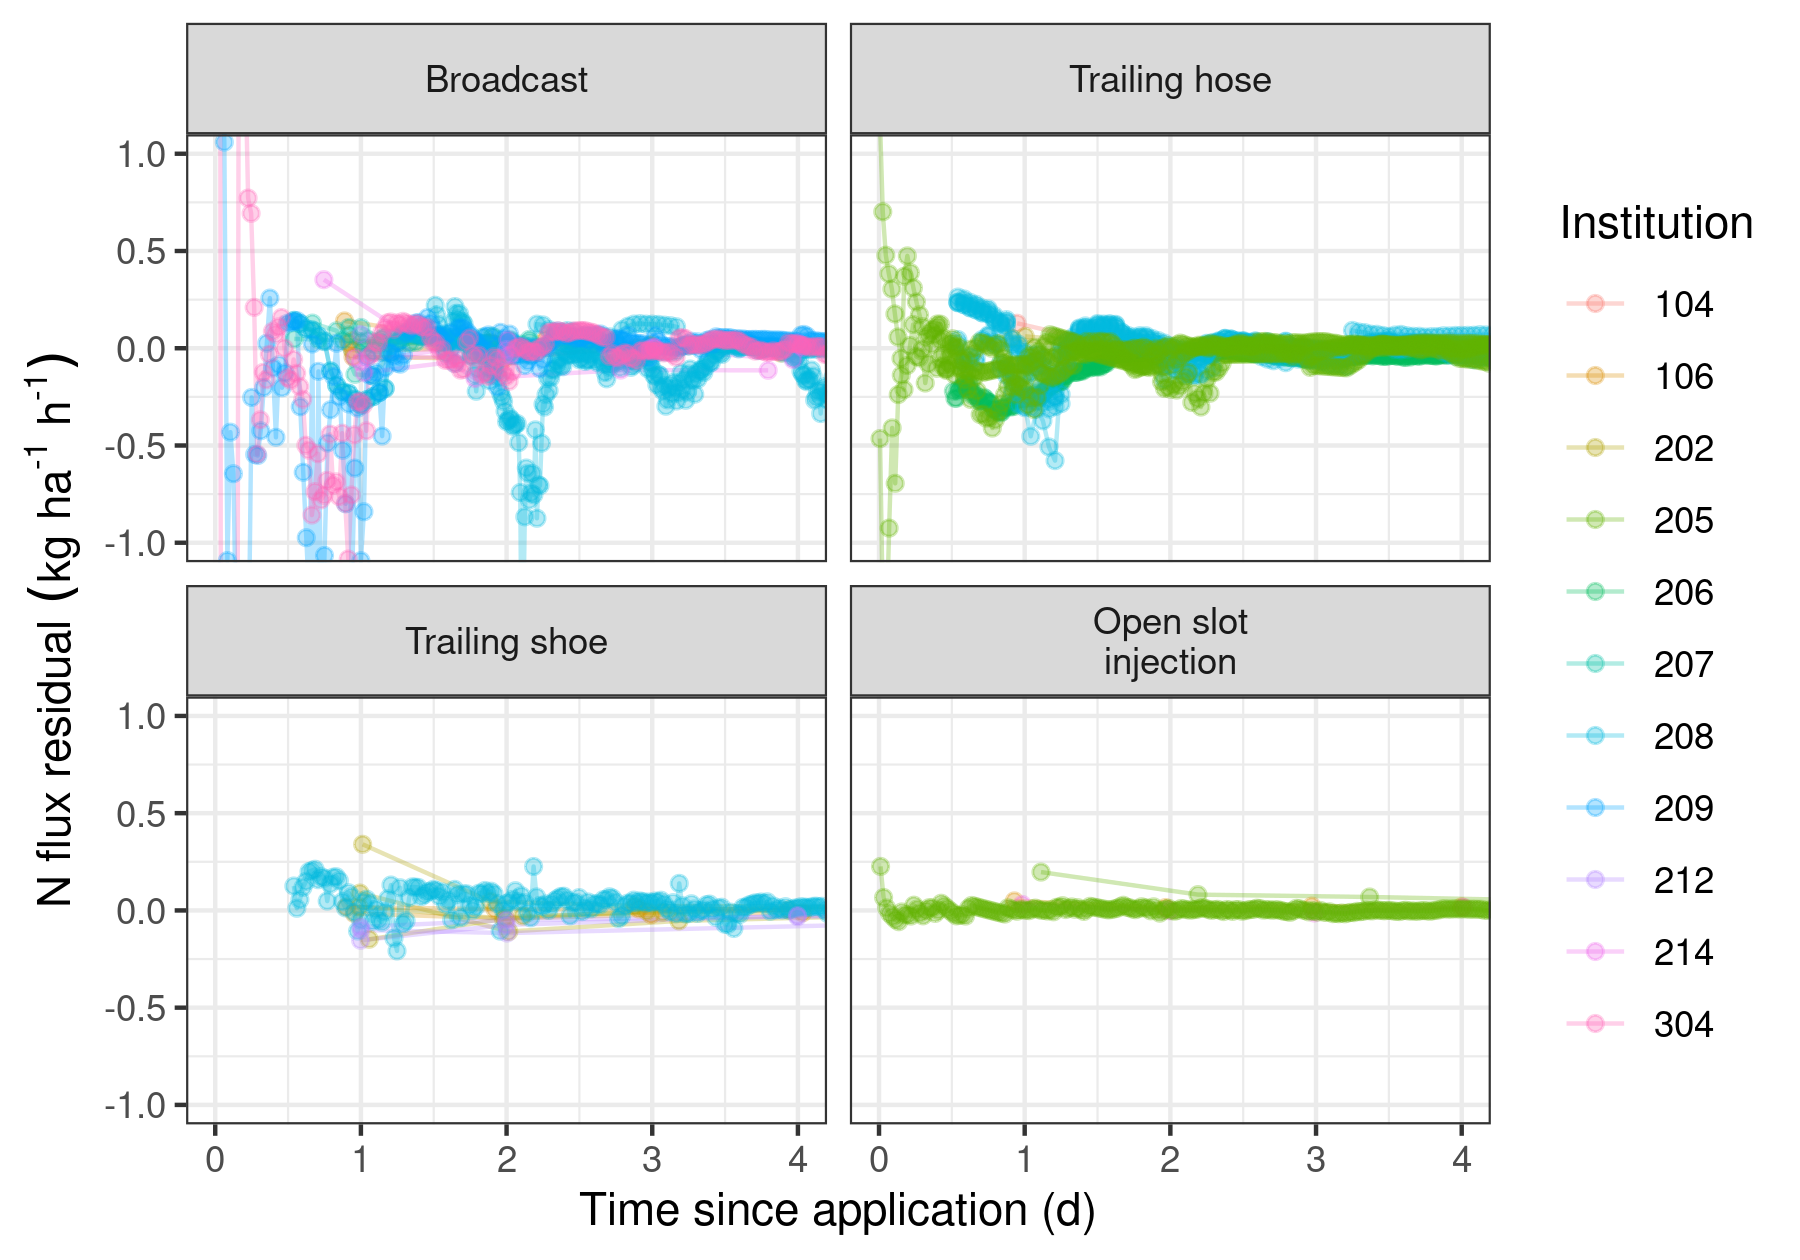 Broadcast
Trailing hose
1.0
0.5
0.0
-0.5
-1.0
Trailing shoe
Open slot
injection
1.0
0.5
0.0
-0.5
-1.0
0 1 2 3 4
0 1 2 3 4
Time since application (d)
N flux residual (kg ha⁻¹ h⁻¹)
Institution
104
106
202
205
206
207
208
209
212
214
304